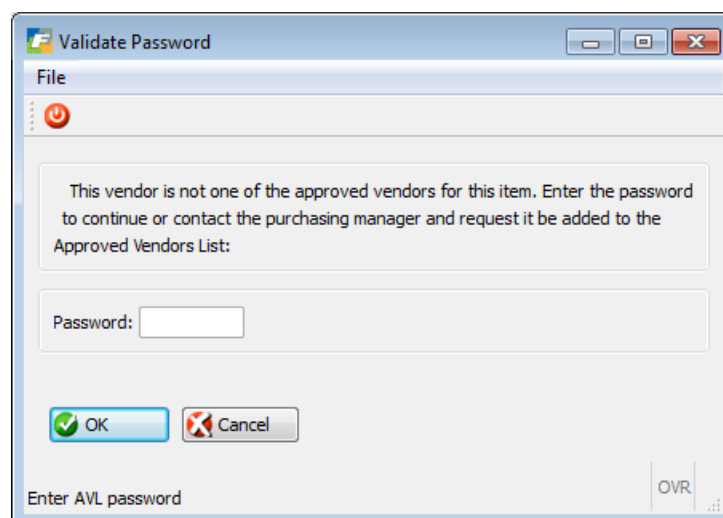 Validate Password
File
This vendor is not one of the approved vendors for this item. Enter the password
to continue or contact the purchasing manager and request it be added to the
Approved Vendors List:
Password:
OK Cancel
Enter AVL password OVR